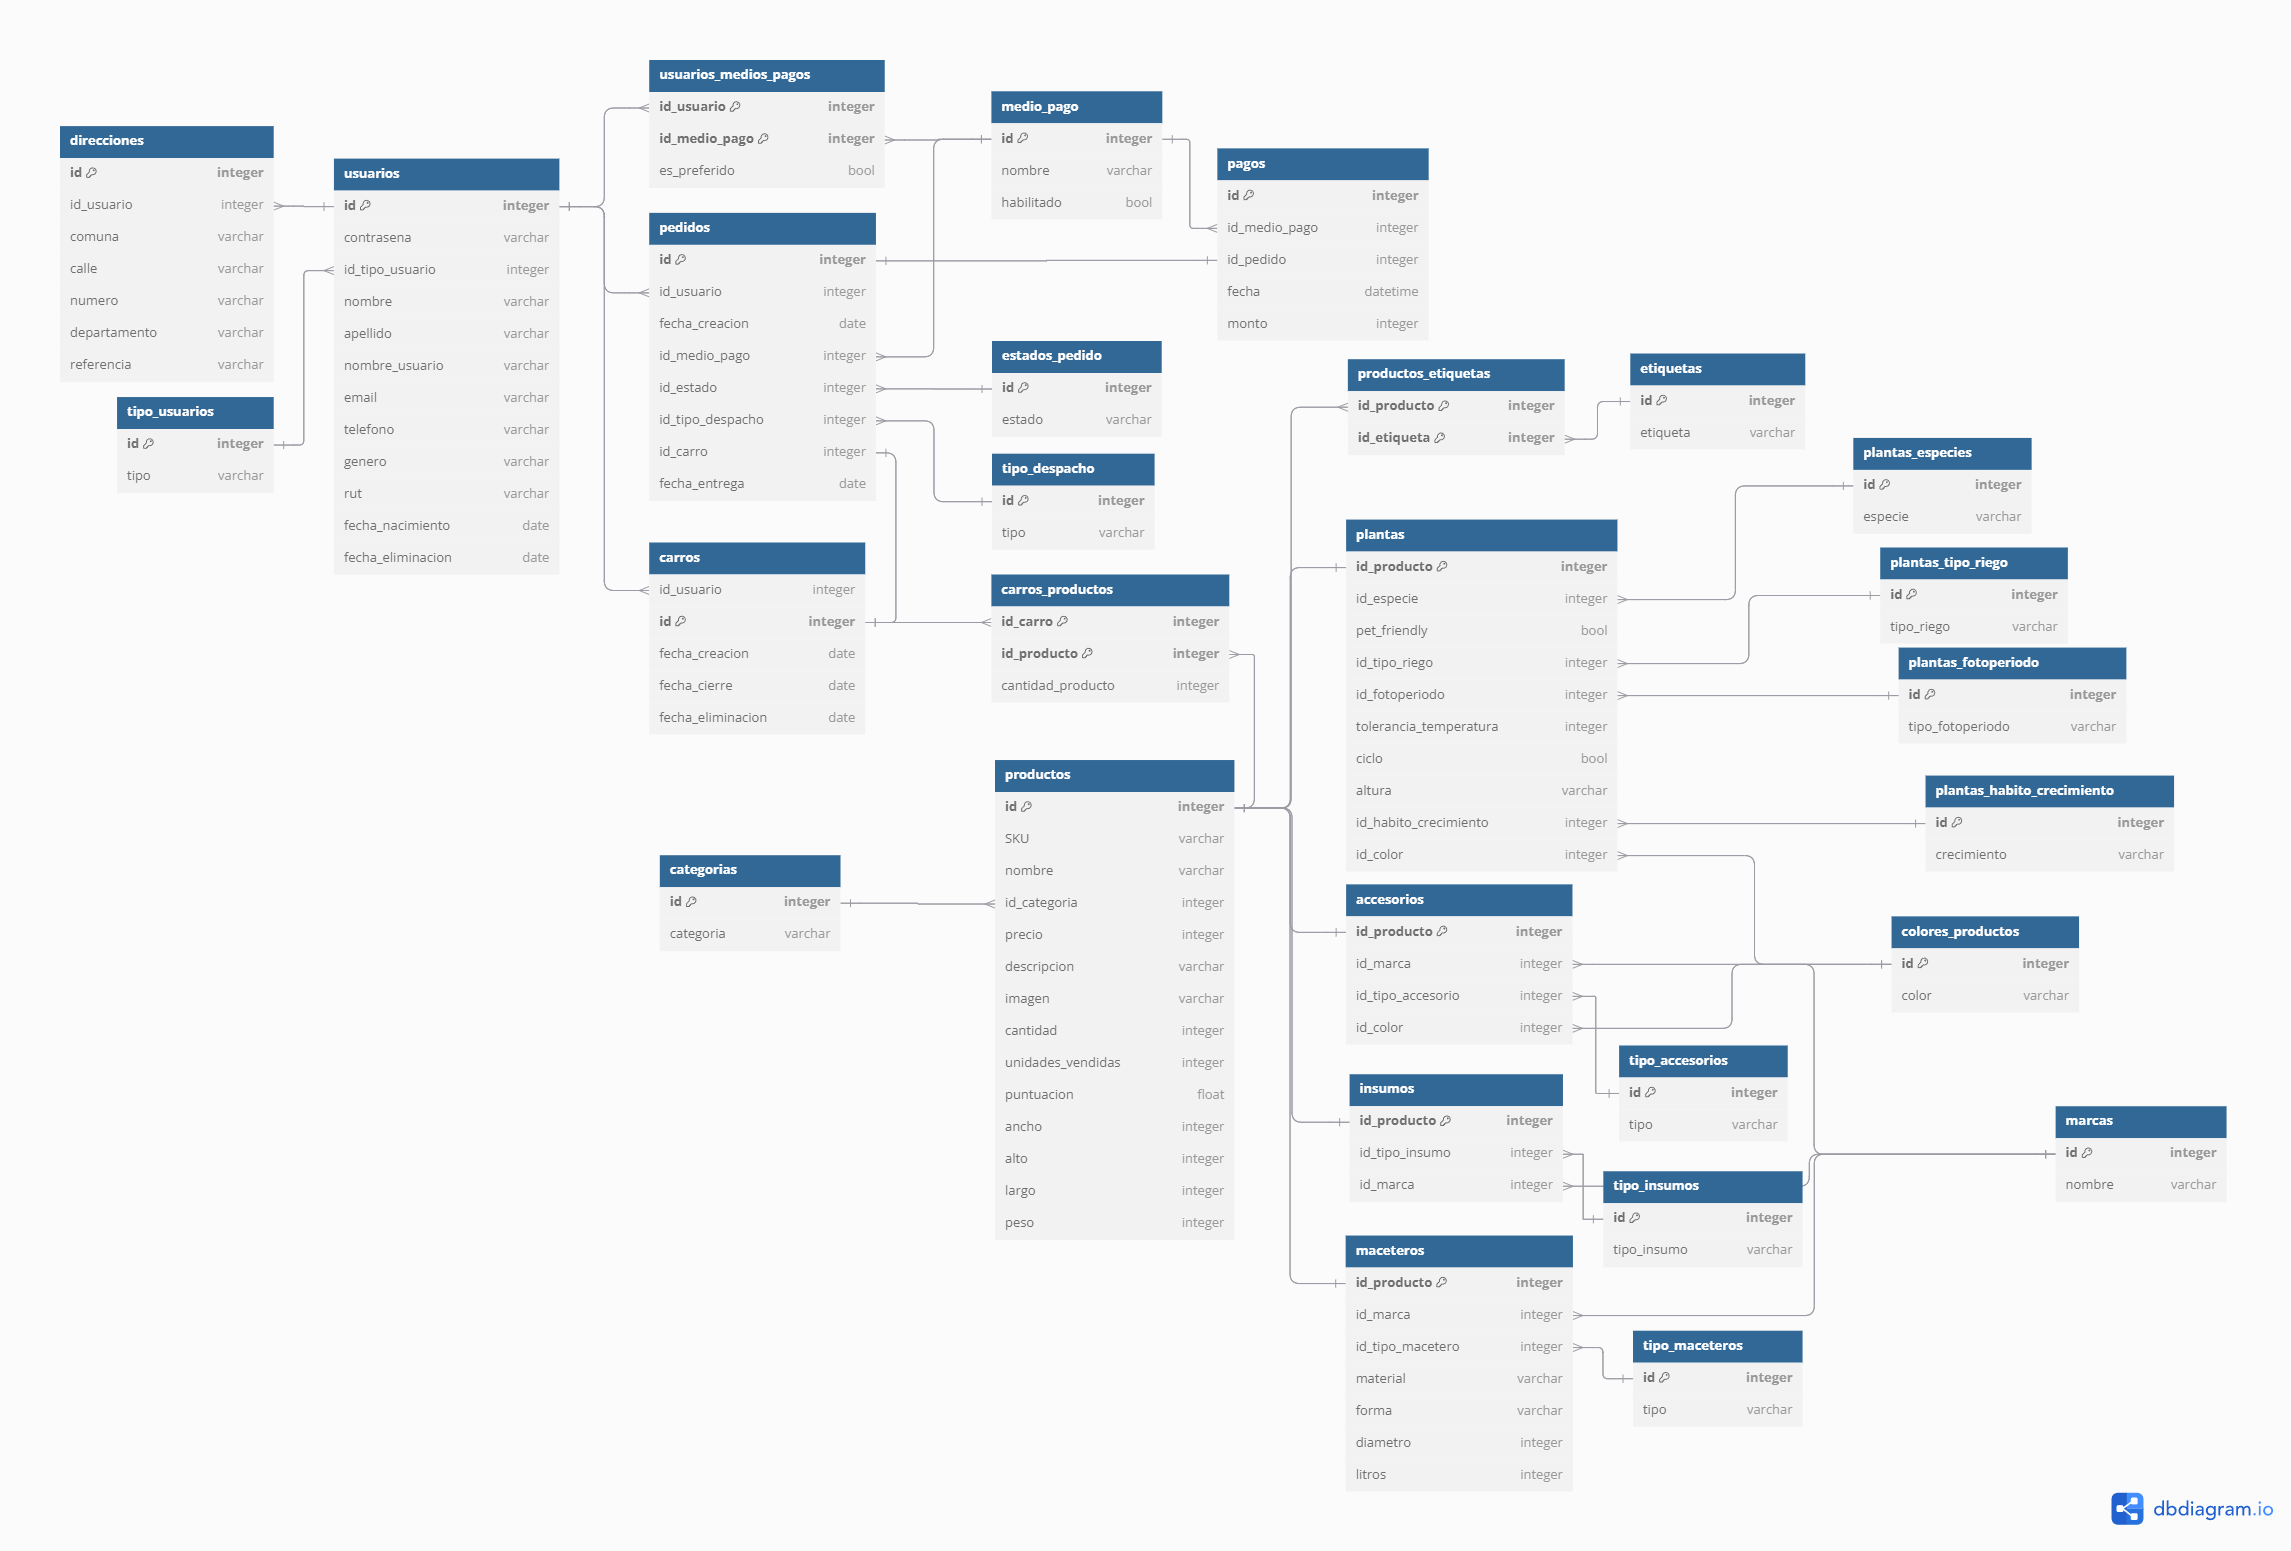 usuarios_medios_pagos
id_usuario integer
id_medio_pago integer
es_preferido bool
medio_pago
id integer
nombre varchar
habilitado bool
direcciones
id integer
id_usuario integer
comuna varchar
calle varchar
numero varchar
departamento varchar
referencia varchar
usuarios
id integer
contrasena varchar
id_tipo_usuario integer
nombre varchar
apellido varchar
nombre_usuario varchar
email varchar
telefono varchar
genero varchar
rut varchar
fecha_nacimiento date
fecha_eliminacion date
pagos
id integer
id_medio_pago integer
id_pedido integer
fecha datetime
monto integer
pedidos
id integer
id_usuario integer
fecha_creacion date
id_medio_pago integer
id_estado integer
id_tipo_despacho integer
id_carro integer
fecha_entrega date
estados_pedido
id integer
estado varchar
tipo_usuarios
id integer
tipo varchar
tipo_despacho
id integer
tipo varchar
productos_etiquetas
id_producto integer
id_etiqueta integer
etiquetas
id integer
etiqueta varchar
plantas_especies
id integer
especie varchar
carros
id_usuario integer
id integer
fecha_creacion date
fecha_cierre date
fecha_eliminacion date
carros_productos
id_carro integer
id_producto integer
cantidad_producto integer
plantas
id_producto integer
id_especie integer
pet_friendly bool
id_tipo_riego integer
id_fotoperiodo integer
tolerancia_temperatura integer
ciclo bool
altura varchar
id_habito_crecimiento integer
id_color integer
plantas_tipo_riego
id integer
tipo_riego varchar
plantas_fotoperiodo
id integer
tipo_fotoperiodo varchar
plantas_habito_crecimiento
id integer
crecimiento varchar
productos
id integer
SKU varchar
nombre varchar
id_categoria integer
precio integer
descripcion varchar
imagen varchar
cantidad integer
unidades_vendidas integer
puntuacion float
ancho integer
alto integer
largo integer
peso integer
categorias
id integer
categoria varchar
accesorios
id_producto integer
id_marca integer
id_tipo_accesorio integer
id_color integer
colores_productos
id integer
color varchar
tipo_accesorios
id integer
tipo varchar
insumos
id_producto integer
id_tipo_insumo integer
id_marca integer
marcas
id integer
nombre varchar
tipo_insumos
id integer
tipo_insumo varchar
maceteros
id_producto integer
id_marca integer
id_tipo_macetero integer
material varchar
forma varchar
diametro integer
litros integer
tipo_maceteros
id integer
tipo varchar
dbdiagram.io